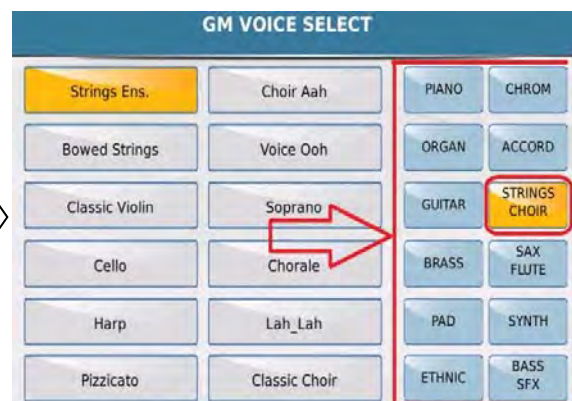 GM VOICE SELECT
Strings Ens.
Choir Aah
PIANO
CHROM
Bowed Strings
Voice Ooh
ORGAN
ACCORD
Classic Violin
Soprano
GUITAR
STRINGS
CHOIR
Cello
Chorale
BRASS
SAX
FLUTE
Harp
Lah_Lah
PAD
SYNTH
Pizzicato
Classic Choir
ETHNIC
BASS
SFX